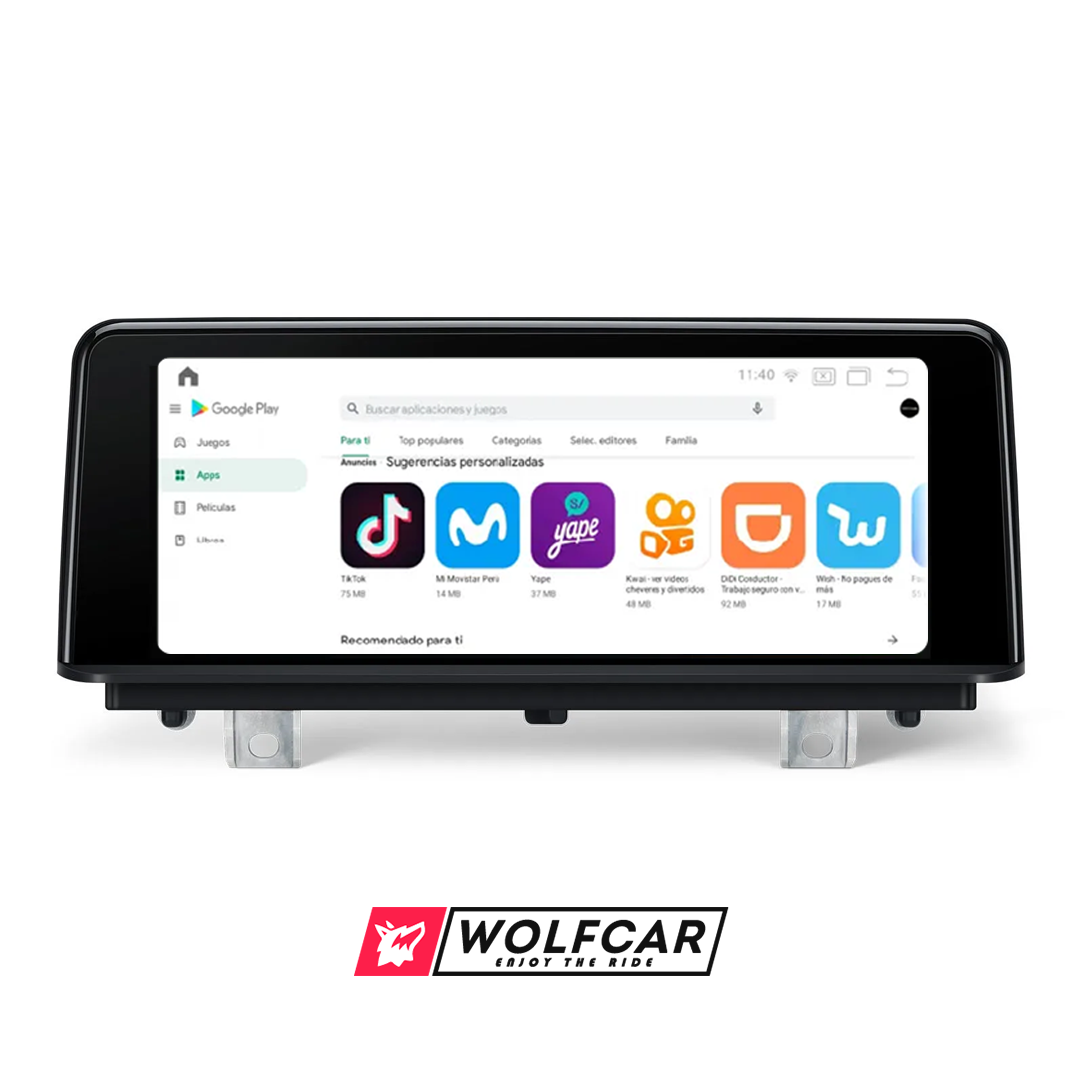 11:40
Google Play
Buscar aplicaciones y juegos
Juegos
Apps
Películas
Libros
Para ti
Top populares
Categorías
Selec. editores
Familia
Anuncios · Sugerencias personalizadas
TikTok
75 MB
Mi Movistar Perú
14 MB
S/
yape
Yape
37 MB
Kwai - ver videos
cheveres y divertidos
48 MB
DiDi Conductor -
Trabajo seguro con v...
92 MB
Wish - No pagues de
más
17 MB
Recomendado para ti
WOLFCAR
ENJOY THE RIDE